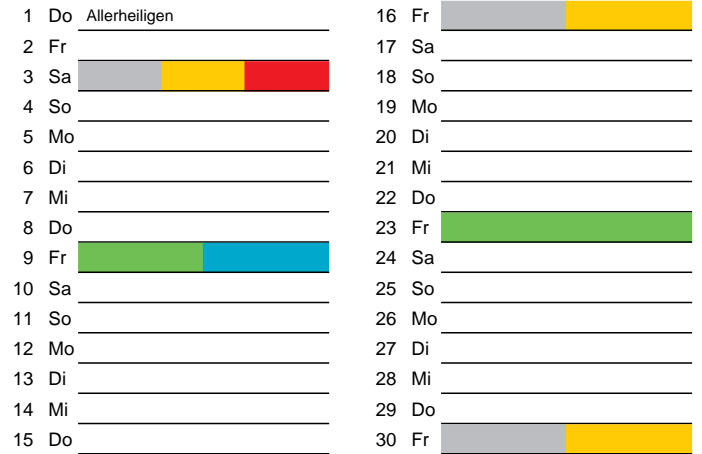 1 Do Allerheiligen
2 Fr
3 Sa
4 So
5 Mo
6 Di
7 Mi
8 Do
9 Fr
10 Sa
11 So
12 Mo
13 Di
14 Mi
15 Do
16 Fr
17 Sa
18 So
19 Mo
20 Di
21 Mi
22 Do
23 Fr
24 Sa
25 So
26 Mo
27 Di
28 Mi
29 Do
30 Fr